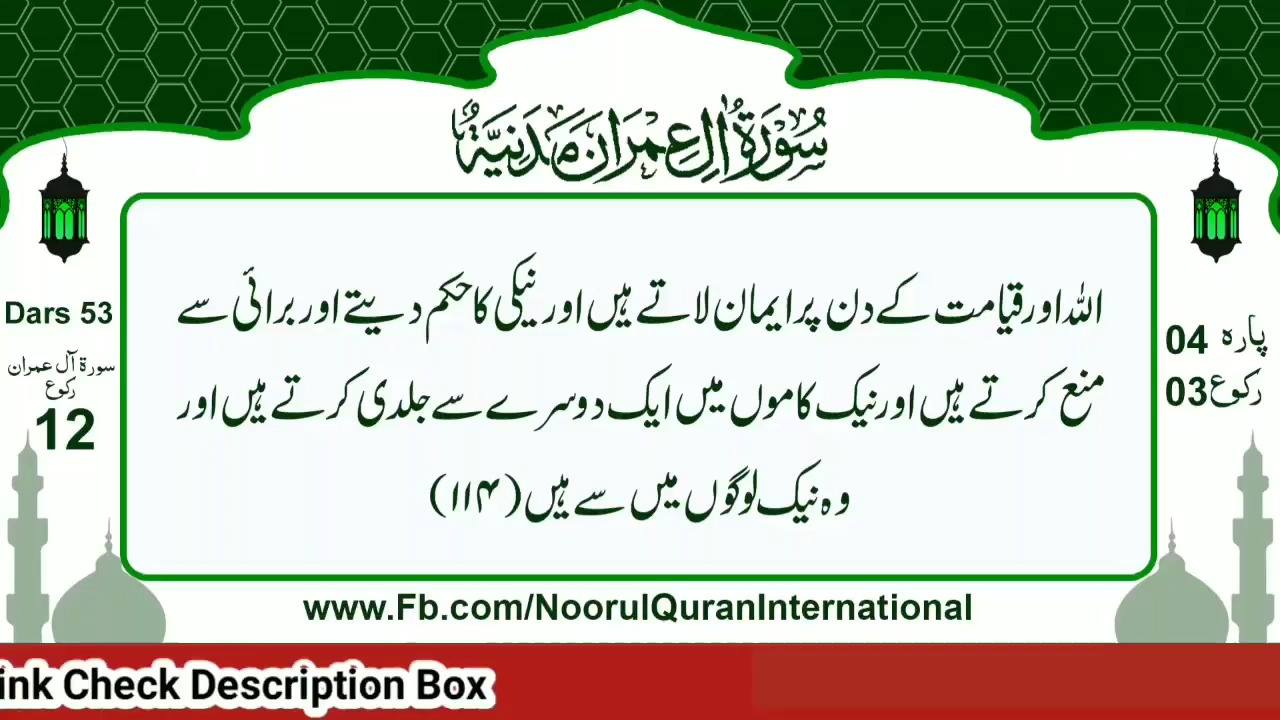 سُوْرَةُ اٰلِ عِمْرَان مَدَنِيَّةٌ
اللہ اور قیامت کے دن پر ایمان لاتے ہیں اور نیکی کا حکم دیتے اور برائی سے
منع کرتے ہیں اور نیک کاموں میں ایک دوسرے سے جلدی کرتے ہیں اور
وہ نیک لوگوں میں سے ہیں (۱۱۴)
Dars 53
سورۃ آل عمران
رکوع
12
پارہ 04
رکوع 03
www.Fb.com/NoorulQuranInternational
ink Check Description Box